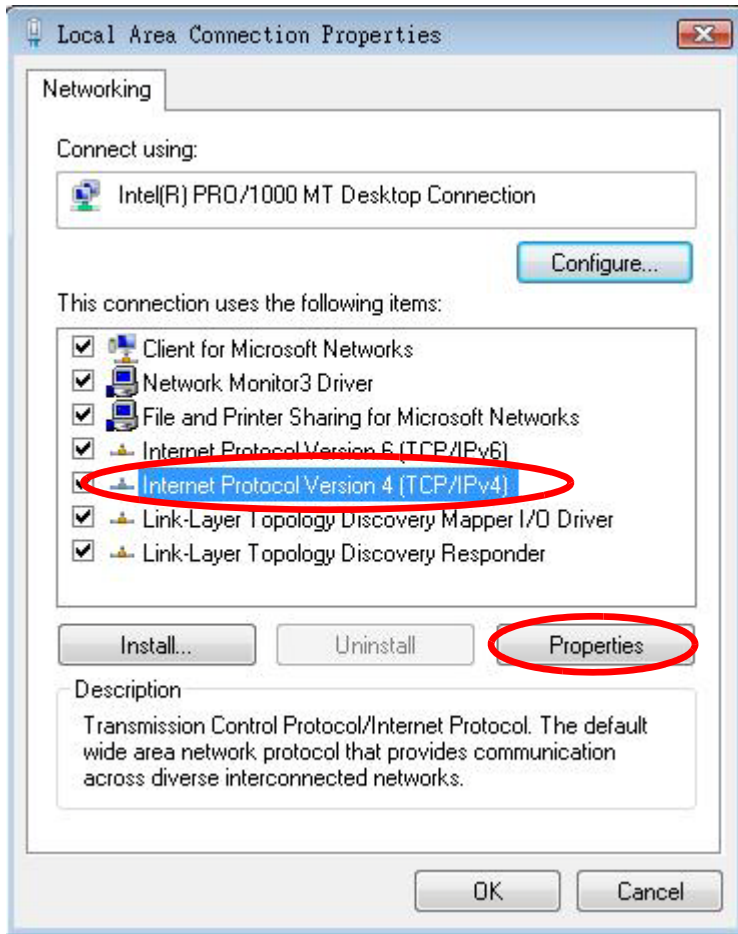 Local Area Connection Properties
Networking
Connect using:
Intel(R) PRO/1000 MT Desktop Connection
Configure...
This connection uses the following items:
Client for Microsoft Networks
Network Monitor3 Driver
File and Printer Sharing for Microsoft Networks
Internet Protocol Version 6 (TCP/IPv6)
Internet Protocol Version 4 (TCP/IPv4)
Link-Layer Topology Discovery Mapper I/O Driver
Link-Layer Topology Discovery Responder
Install...
Uninstall
Properties
Description
Transmission Control Protocol/Internet Protocol. The default
wide area network protocol that provides communication
across diverse interconnected networks.
OK
Cancel